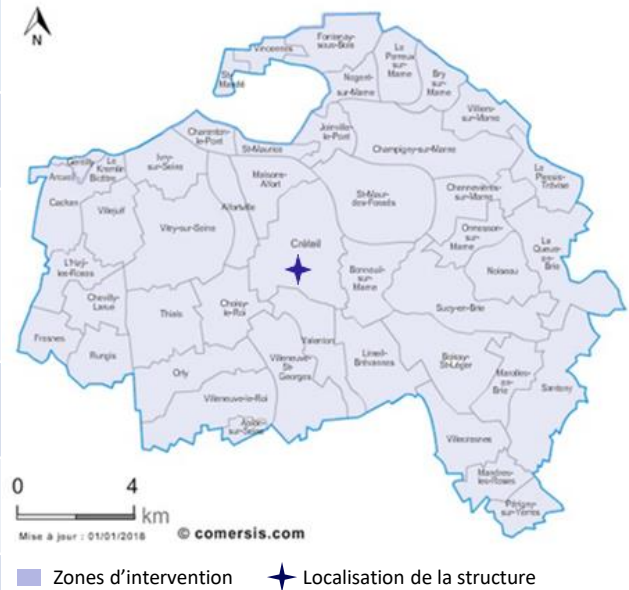 N
Vincennes
Fontenay-
sous-Bois
Le
Perreux
sur-
Marne
Bry
sur-
Marne
St-
Mandé
Nogent
-sur-Marne
Villiers-
sur-Marne
Charenton-
le-Pont
St-Maurice
Joinville-
le-Pont
Champigny-sur-Marne
Gentilly
Le
Kremlin
Bicêtre
Ivry-
sur-Seine
Maisons-
Alfort
Le
Plessis-
Trévise
Arcueil
Cachan
Villejuif
Vitry-sur-Seine
Alfortville
St-Maur
des-Fossés
Chennevières
-sur-Marne
Ormesson-
sur-
Marne
La
Queue-
en-
Brie
Noiseau
Créteil
Bonneuil-
sur-
Marne
L'Haÿ-
les-Roses
Chevilly-
Larue
Thiais
Choisy-
le-Roi
Sucy-en-Brie
Fresnes
Rungis
Orly
Villeneuve-
St-
Georges
Valenton
Limeil-
Brévannes
Boissy-
St-Léger
Marolles-
en-
Brie
Santeny
Villeneuve-le-Roi
Ablon-
sur-Seine
Villecresnes
Mandres-
les-Roses
Périgny-
sur-Yerres
0 4
km
Mise à jour : 01/01/2018
© comersis.com
Zones d’intervention
Localisation de la structure